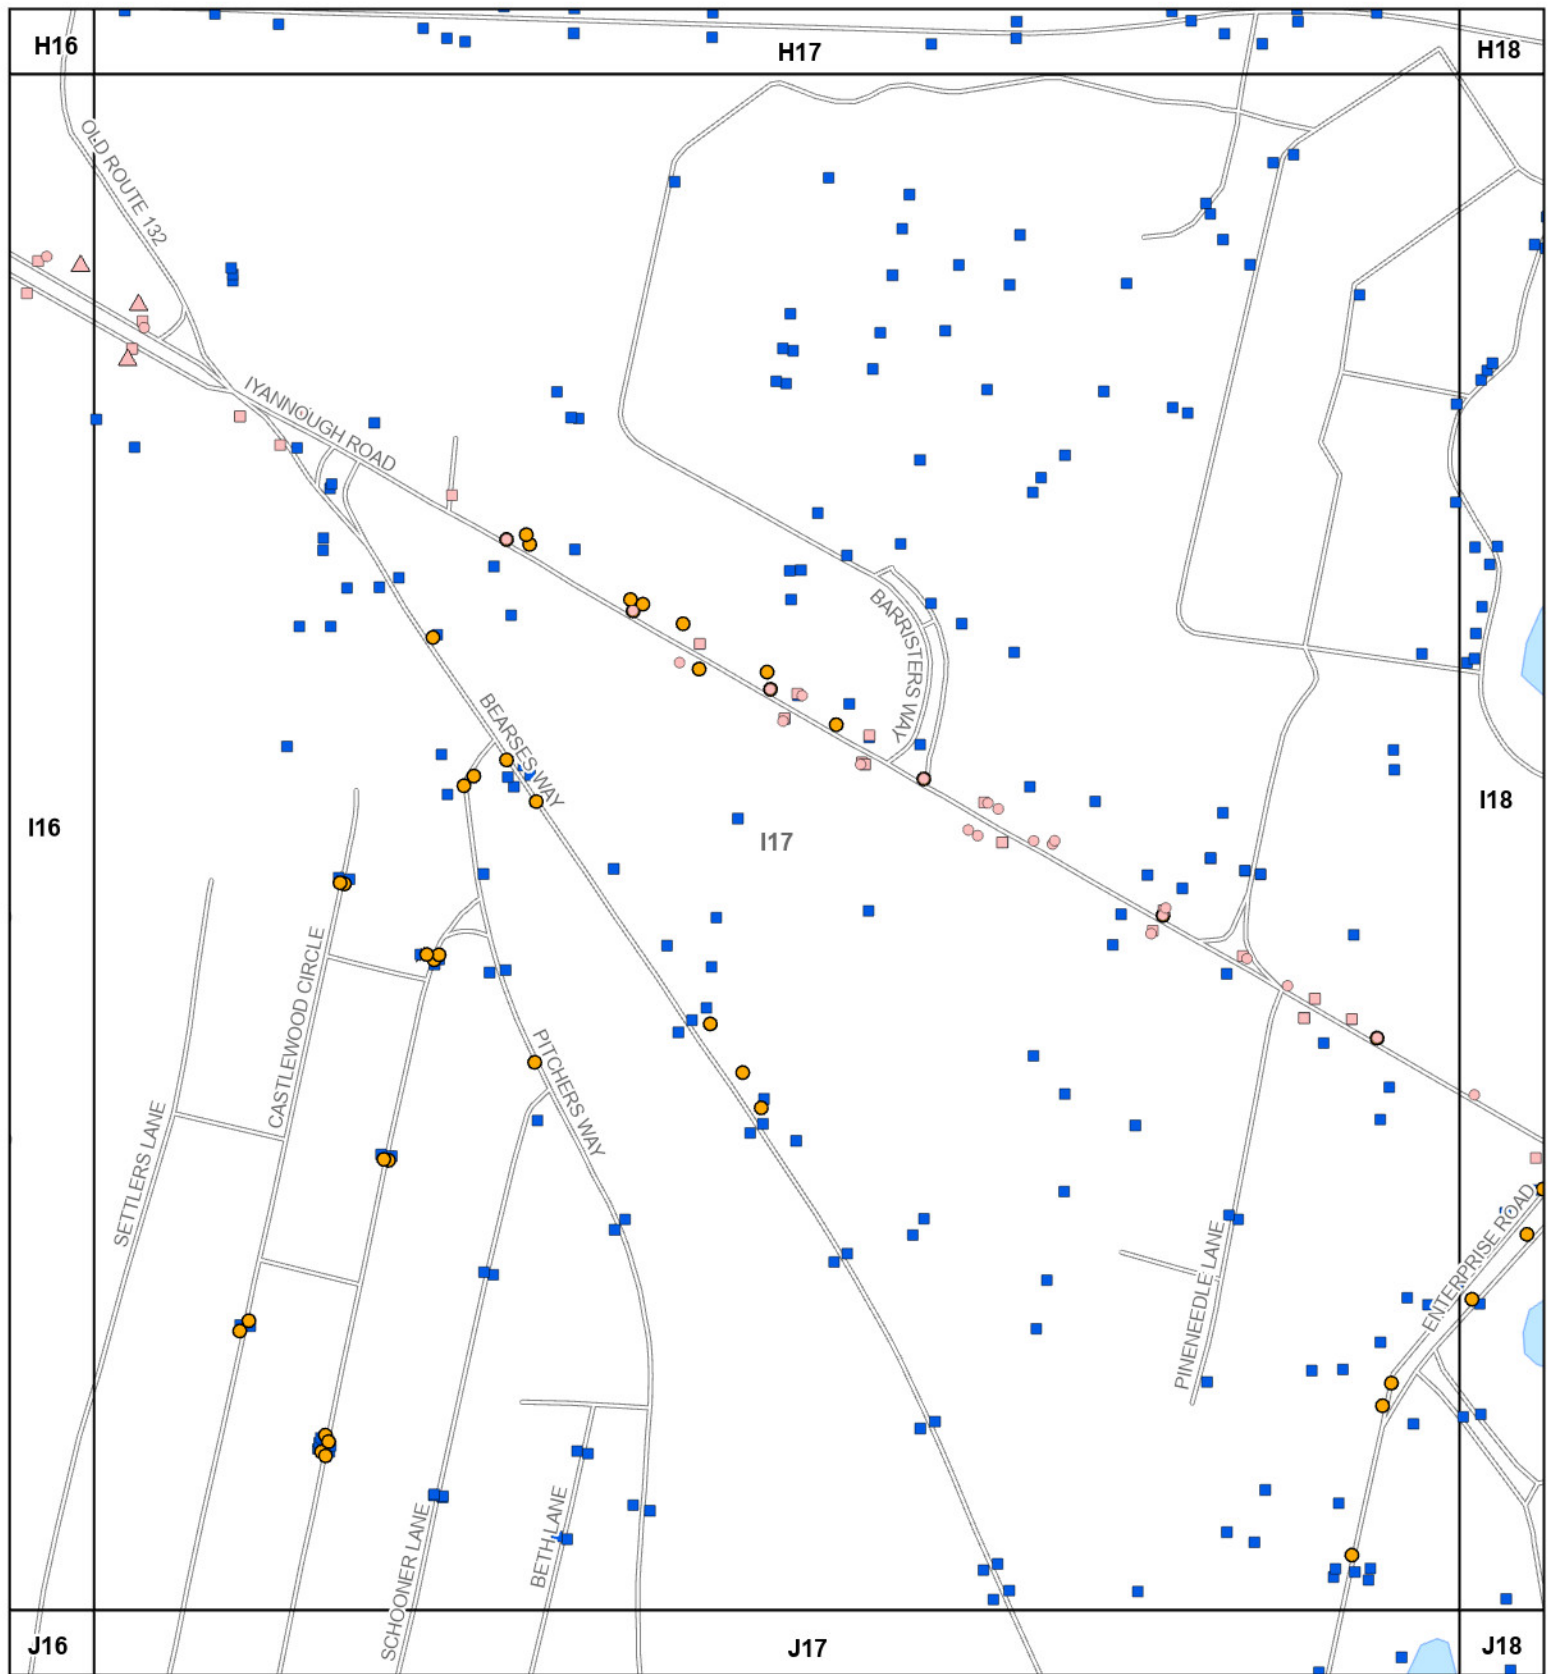 H16
H17
H18
OLD ROUTE 132
IYANNOUGH ROAD
BARRISTERS WAY
BEARSES WAY
I16
I17
I18
CASTLEWOOD CIRCLE
PITCHERS WAY
SETTLERS LANE
ENTERPRISE ROAD
PINENEEDLE LANE
BETH LANE
SCHOONER LANE
J16
J17
J18